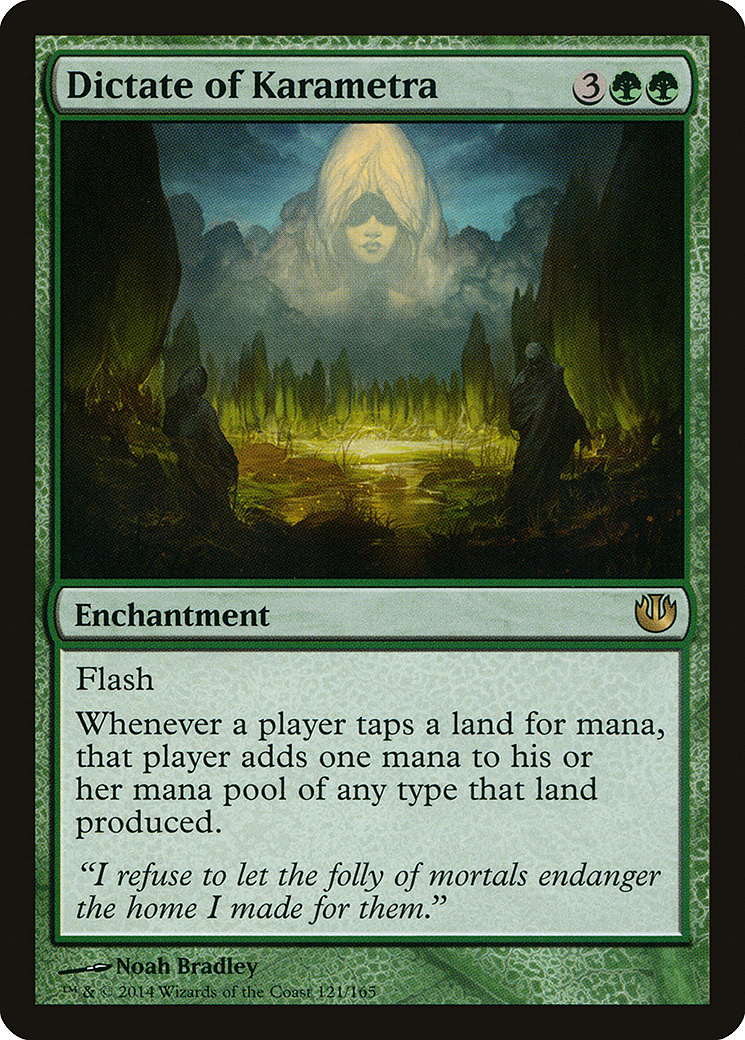 Dictate of Karametra 3
Enchantment
Flash
Whenever a player taps a land for mana,
that player adds one mana to his or
her mana pool of any type that land
produced.
“I refuse to let the folly of mortals endanger
the home I made for them.”
Noah Bradley
™ & © 2014 Wizards of the Coast 121/165